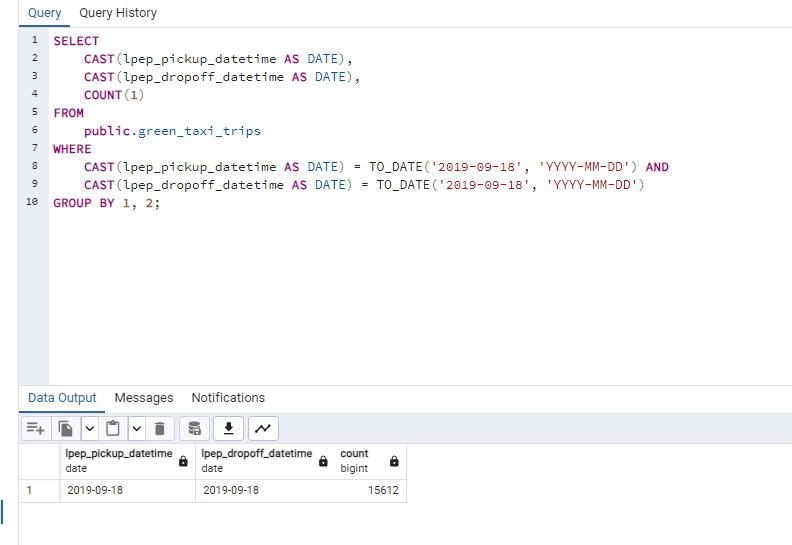 Query Query History
1 SELECT
2 CAST(lpep_pickup_datetime AS DATE),
3 CAST(lpep_dropoff_datetime AS DATE),
4 COUNT(1)
5 FROM
6 public.green_taxi_trips
7 WHERE
8 CAST(lpep_pickup_datetime AS DATE) = TO_DATE('2019-09-18', 'YYYY-MM-DD') AND
9 CAST(lpep_dropoff_datetime AS DATE) = TO_DATE('2019-09-18', 'YYYY-MM-DD')
10 GROUP BY 1, 2;
Data Output Messages Notifications
lpep_pickup_datetime lpep_dropoff_datetime count
date date bigint
1 2019-09-18 2019-09-18 15612